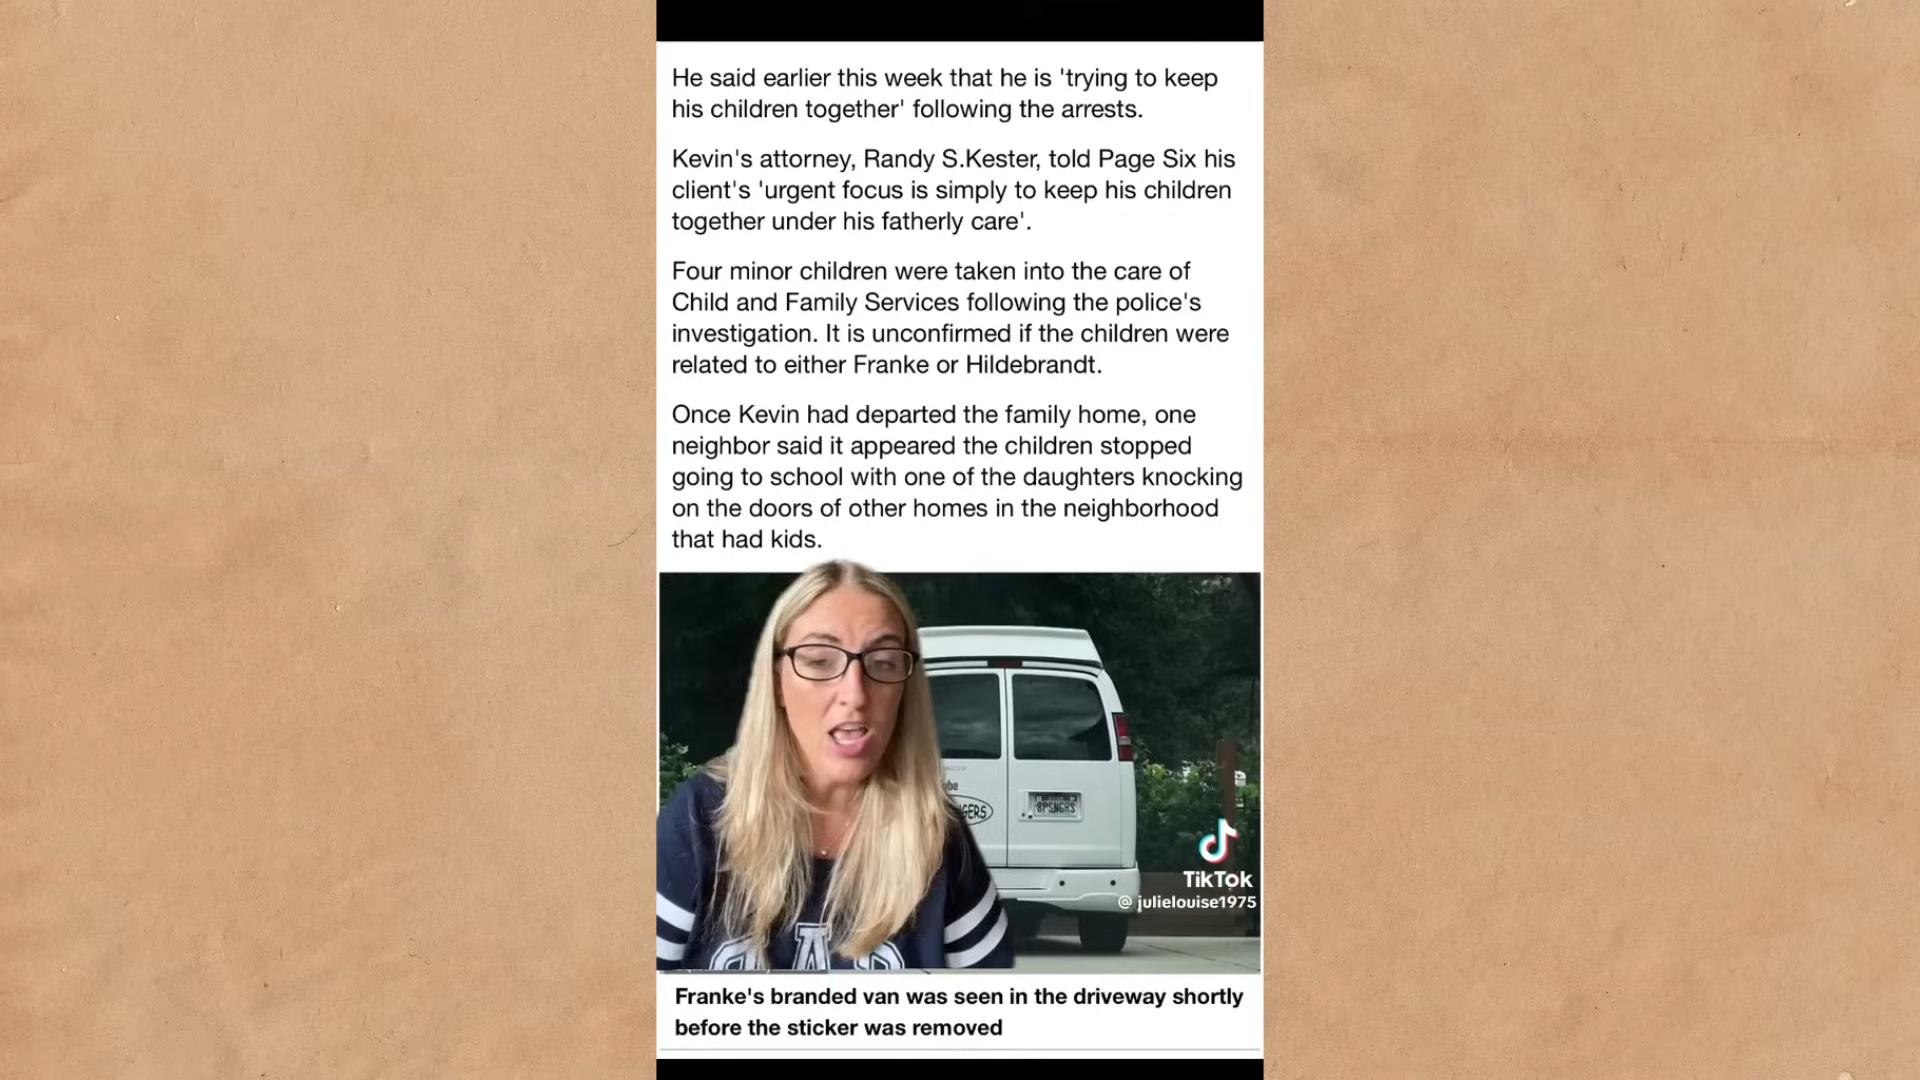 He said earlier this week that he is 'trying to keep
his children together' following the arrests.
Kevin's attorney, Randy S.Kester, told Page Six his
client's 'urgent focus is simply to keep his children
together under his fatherly care'.
Four minor children were taken into the care of
Child and Family Services following the police's
investigation. It is unconfirmed if the children were
related to either Franke or Hildebrandt.
Once Kevin had departed the family home, one
neighbor said it appeared the children stopped
going to school with one of the daughters knocking
on the doors of other homes in the neighborhood
that had kids.
8PSNGRS
TikTok
@ julielouise1975
Franke's branded van was seen in the driveway shortly
before the sticker was removed